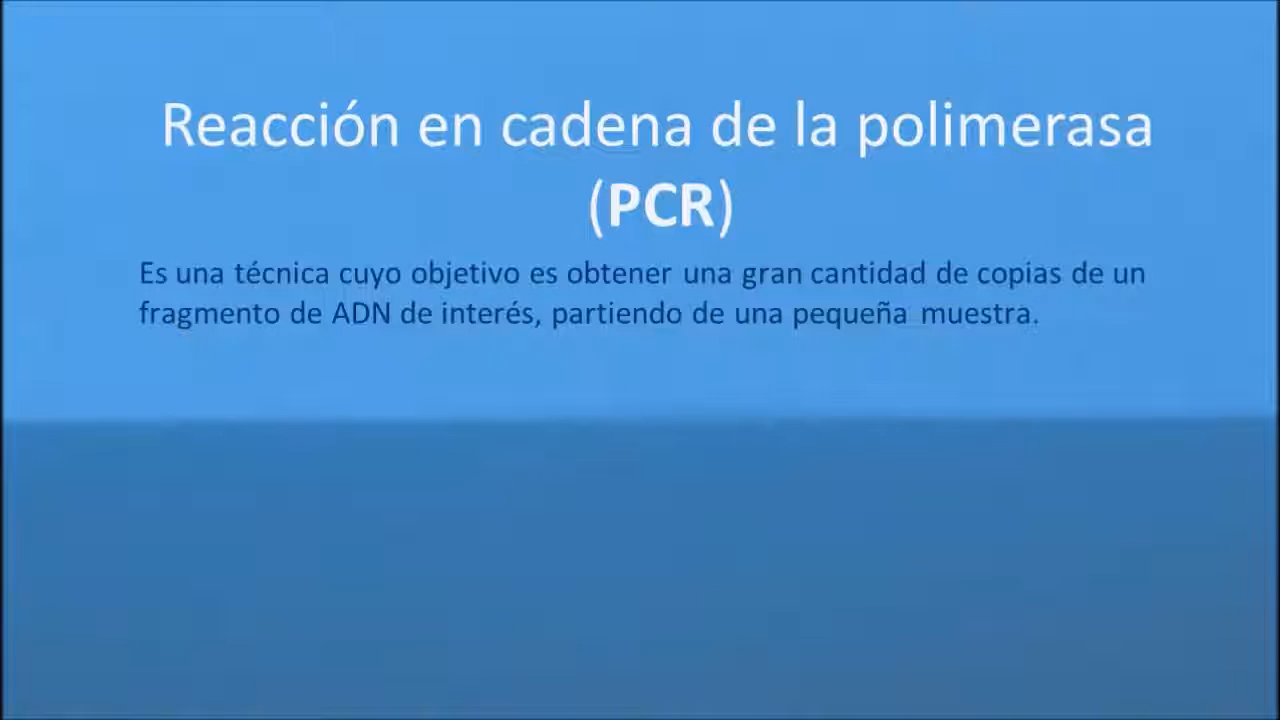 Reacción en cadena de la polimerasa
(PCR)
Es una técnica cuyo objetivo es obtener una gran cantidad de copias de un
fragmento de ADN de interés, partiendo de una pequeña muestra.